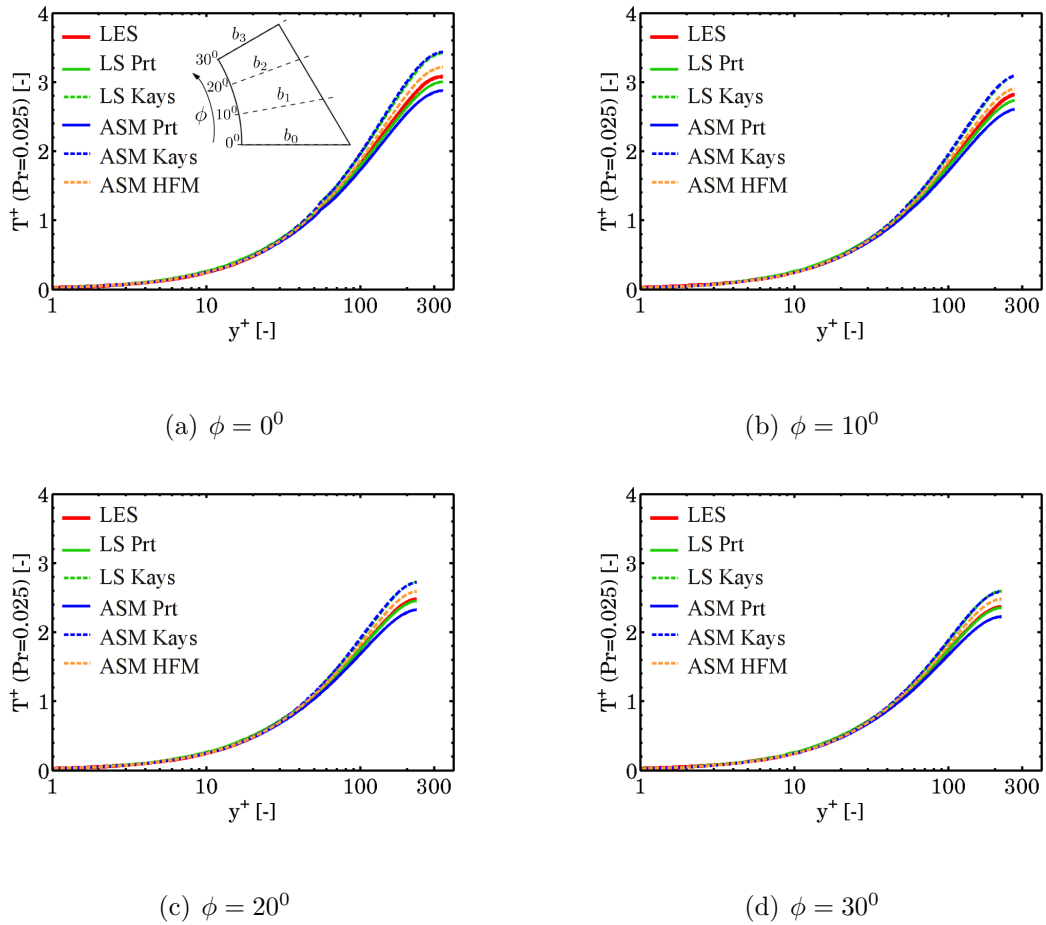 4
3
2
1
0
T⁺ (Pr=0.025) [-]
LES
LS Prt
LS Kays
ASM Prt
ASM Kays
ASM HFM
b₃
30⁰
b₂
20⁰
b₁
10⁰
ϕ
b₀
0⁰
1 10 100 300
y⁺ [-]
(a) ϕ = 0⁰
4
3
2
1
0
T⁺ (Pr=0.025) [-]
LES
LS Prt
LS Kays
ASM Prt
ASM Kays
ASM HFM
1 10 100 300
y⁺ [-]
(b) ϕ = 10⁰
4
3
2
1
0
T⁺ (Pr=0.025) [-]
LES
LS Prt
LS Kays
ASM Prt
ASM Kays
ASM HFM
1 10 100 300
y⁺ [-]
(c) ϕ = 20⁰
4
3
2
1
0
T⁺ (Pr=0.025) [-]
LES
LS Prt
LS Kays
ASM Prt
ASM Kays
ASM HFM
1 10 100 300
y⁺ [-]
(d) ϕ = 30⁰